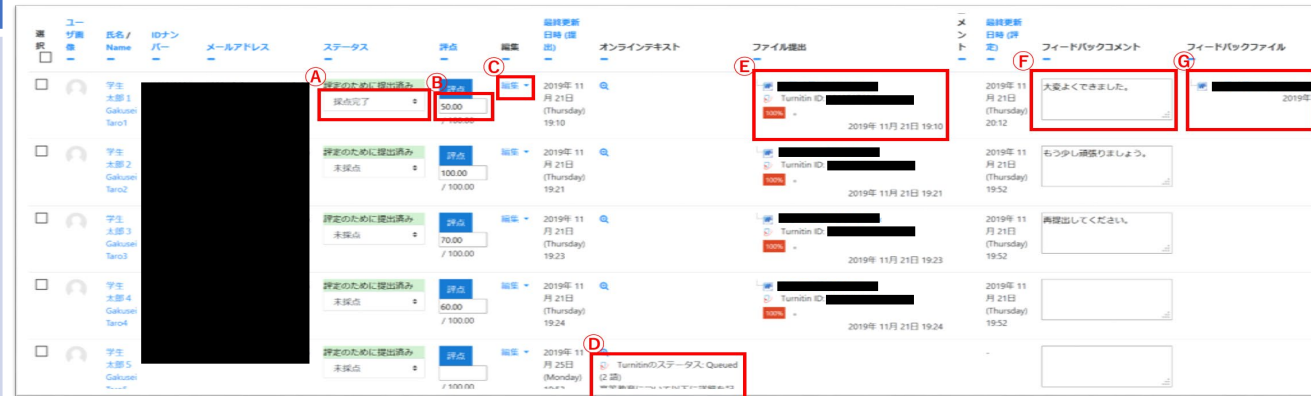 選択
ユーザ画像
氏名 / Name
IDナンバー
メールアドレス
ステータス
評点
編集
最終更新日時 (提出)
オンラインテキスト
ファイル提出
メント
最終更新日時 (評定)
フィードバックコメント
フィードバックファイル
Ⓐ
Ⓑ
Ⓒ
Ⓔ
Ⓕ
Ⓖ
学生
太郎 1
Gakusei
Taro1
評定のために提出済み
採点完了
評点
50.00
/ 100.00
編集
2019年 11
月 21日
(Thursday)
19:10
Turnitin ID:
100%
2019年 11月 21日 19:10
2019年 11
月 21日
(Thursday)
20:12
大変よくできました。
2019年
学生
太郎 2
Gakusei
Taro2
評定のために提出済み
未採点
評点
100.00
/ 100.00
編集
2019年 11
月 21日
(Thursday)
19:21
Turnitin ID:
100%
2019年 11月 21日 19:21
2019年 11
月 21日
(Thursday)
19:52
もう少し頑張りましょう。
学生
太郎 3
Gakusei
Taro3
評定のために提出済み
未採点
評点
70.00
/ 100.00
編集
2019年 11
月 21日
(Thursday)
19:23
Turnitin ID:
100%
2019年 11月 21日 19:23
2019年 11
月 21日
(Thursday)
19:52
再提出してください。
学生
太郎 4
Gakusei
Taro4
評定のために提出済み
未採点
評点
60.00
/ 100.00
編集
2019年 11
月 21日
(Thursday)
19:24
Turnitin ID:
100%
2019年 11月 21日 19:24
2019年 11
月 21日
(Thursday)
19:52
学生
太郎 5
Gakusei
評定のために提出済み
未採点
評点
/ 100.00
編集
2019年 11
月 25日
(Monday)
Ⓓ
Turnitinのステータス: Queued
(2 語)
-